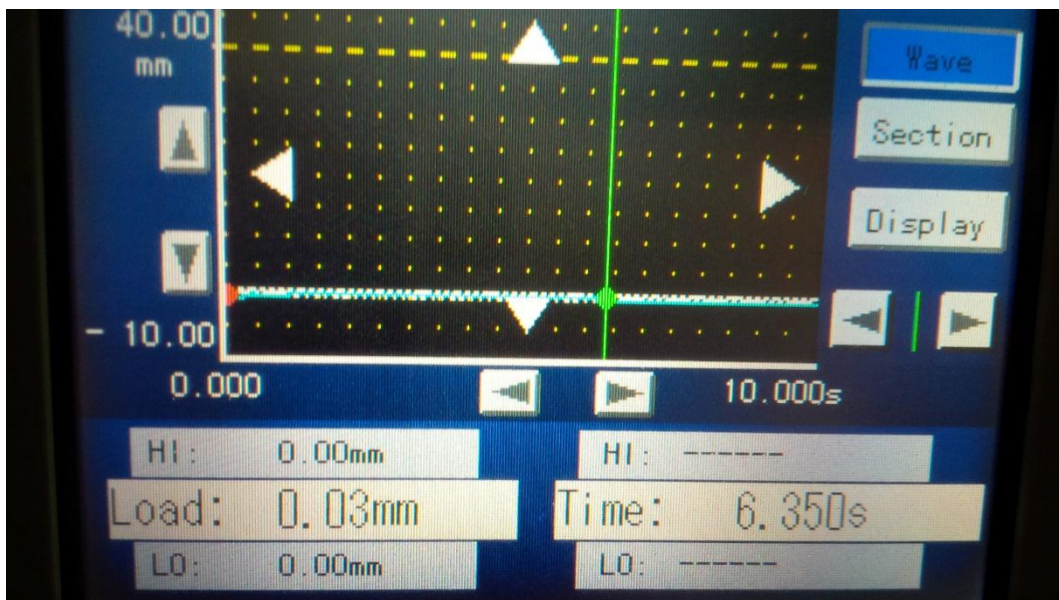 40.00
mm
Wave
Section
Display
- 10.00
0.000
10.000s
HI: 0.00mm
HI: ------
Load: 0.03mm
Time: 6.350s
LO: 0.00mm
LO: ------